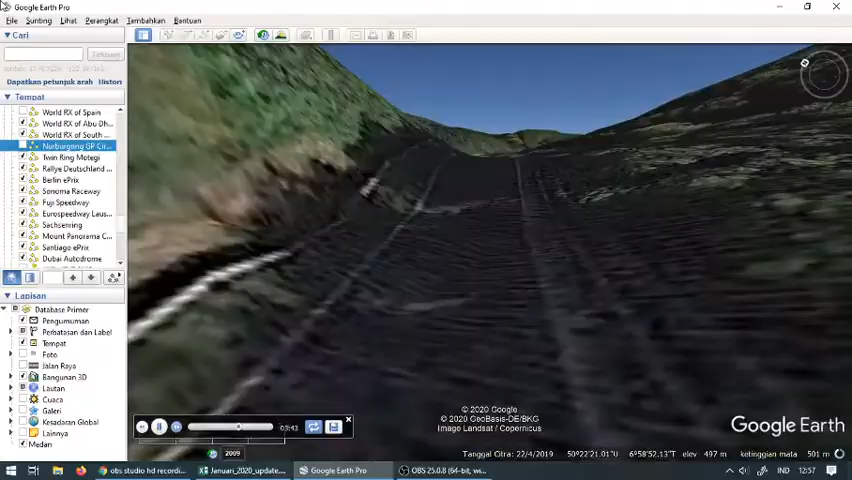 Google Earth Pro
File Sunting Lihat Perangkat Tambahkan Bantuan
Cari
Telusuri
Dapatkan petunjuk arah Histori
Tempat
World RX of Spain
World RX of Abu Dh...
World RX of South ...
Nurburgring GP Cir...
Twin Ring Motegi
Rallye Deutschland ...
Berlin ePrix
Sonoma Raceway
Fuji Speedway
Eurospeedway Laus...
Sachsenring
Mount Panorama C...
Santiago ePrix
Dubai Autodrome
Lapisan
Database Primer
Pengumuman
Perbatasan dan Label
Tempat
Foto
Jalan Raya
Bangunan 3D
Lautan
Cuaca
Galeri
Kesadaran Global
Lainnya
Medan
2009
© 2020 Google
© 2020 GeoBasis-DE/BKG
Image Landsat / Copernicus
Google Earth
Tanggal Citra: 22/4/2019 50°22'21.01"U 6°58'52.13"T elev 497 m ketinggian mata 501 m
obs studio hd recordi...
Januari_2020_update...
Google Earth Pro
OBS 25.0.8 (64-bit, wi...
IND
12:57